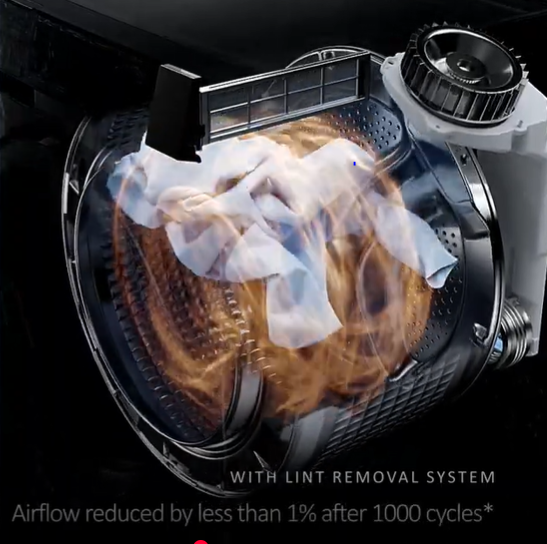 WITH LINT REMOVAL SYSTEM
Airflow reduced by less than 1% after 1000 cycles*